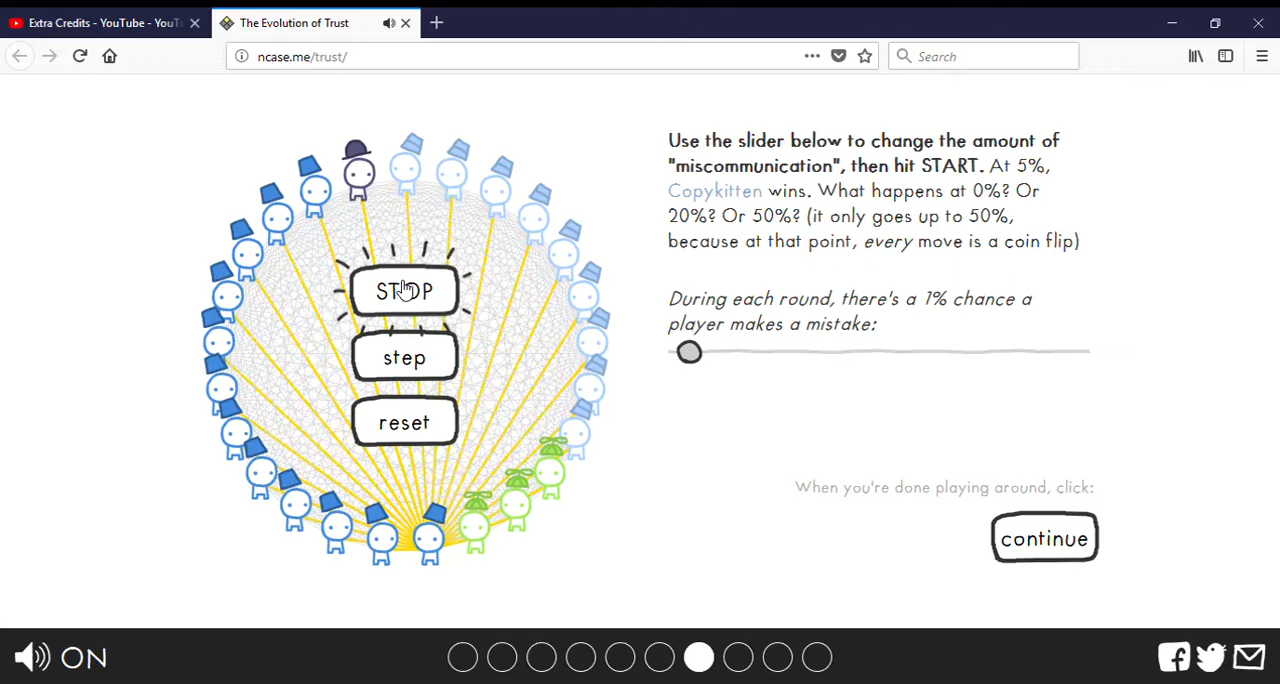 Extra Credits - YouTube - YouTu
The Evolution of Trust
ncase.me/trust/
Search
Use the slider below to change the amount of
"miscommunication", then hit START. At 5%,
Copykitten wins. What happens at 0%? Or
20%? Or 50%? (it only goes up to 50%,
because at that point, every move is a coin flip)
During each round, there's a 1% chance a
player makes a mistake:
STOP
step
reset
When you're done playing around, click:
continue
ON